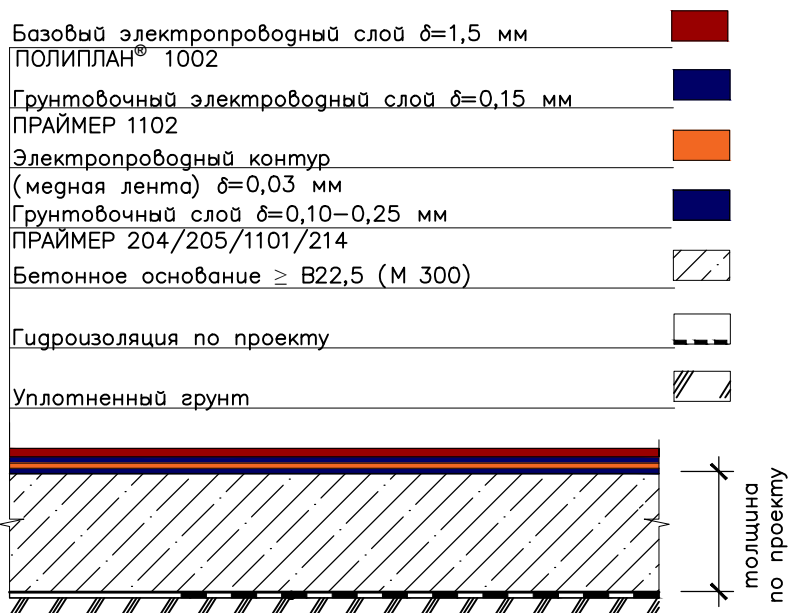 Базовый электропроводный слой δ=1,5 мм
ПОЛИПЛАН® 1002
Грунтовочный электроводный слой δ=0,15 мм
ПРАЙМЕР 1102
Электропроводный контур
(медная лента) δ=0,03 мм
Грунтовочный слой δ=0,10−0,25 мм
ПРАЙМЕР 204/205/1101/214
Бетонное основание ≥ В22,5 (М 300)
Гидроизоляция по проекту
Уплотненный грунт
толщина
по проекту